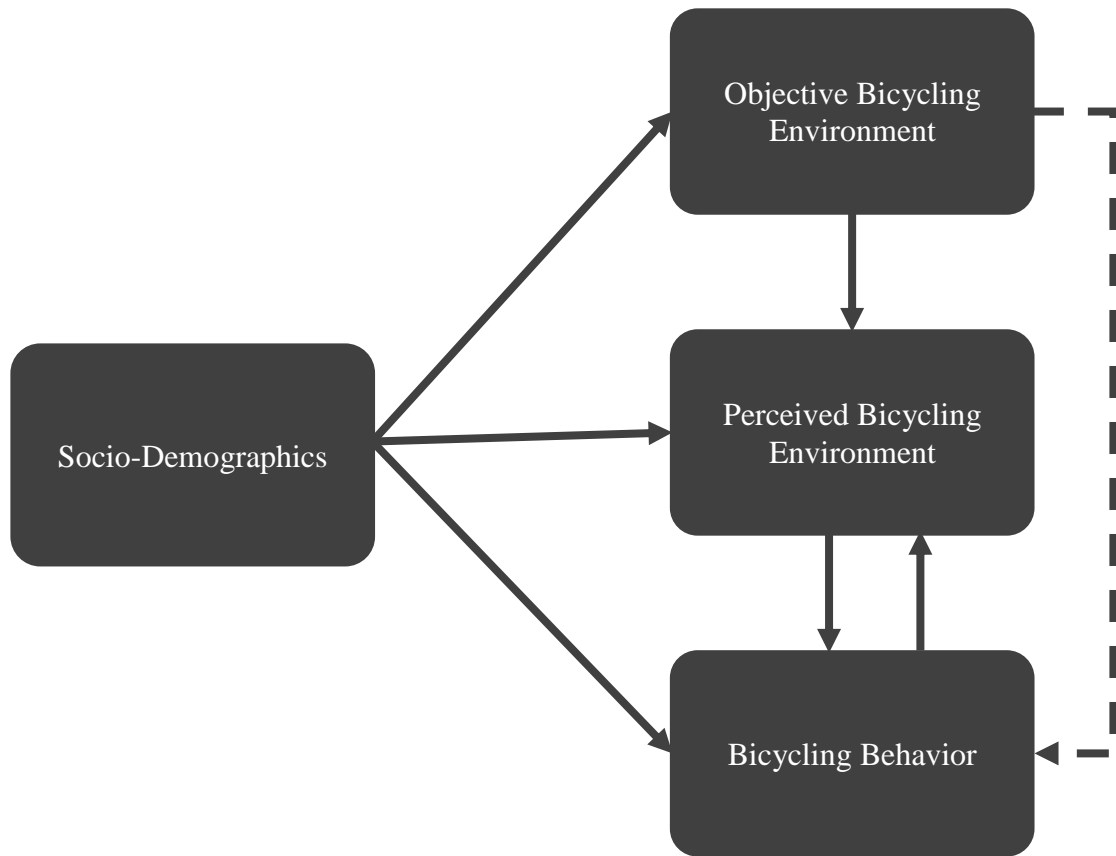 Objective Bicycling
Environment
Socio-Demographics
Perceived Bicycling
Environment
Bicycling Behavior